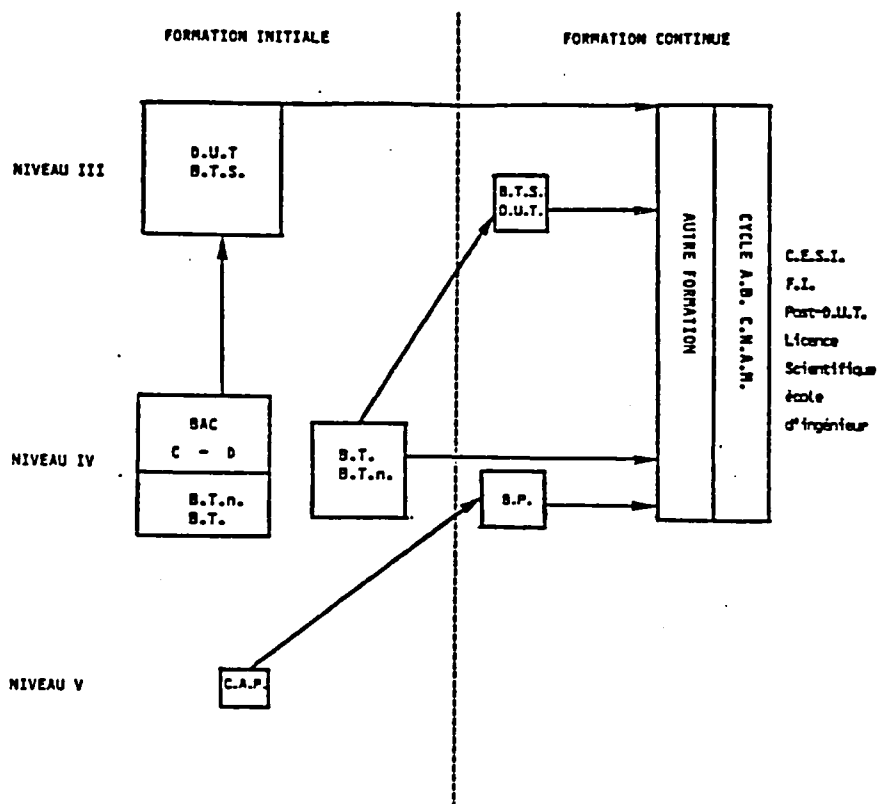 FORMATION INITIALE
FORMATION CONTINUE
NIVEAU III
D.U.T
B.T.S.
B.T.S.
D.U.T.
AUTRE FORMATION
CYCLE A.B. C.N.A.M.
C.E.S.I.
F.I.
Post-D.U.T.
Licence
Scientifique
école
d'ingénieur
NIVEAU IV
BAC
C - D
B.T.n.
B.T.
B.T.
B.T.n.
B.P.
NIVEAU V
C.A.P.